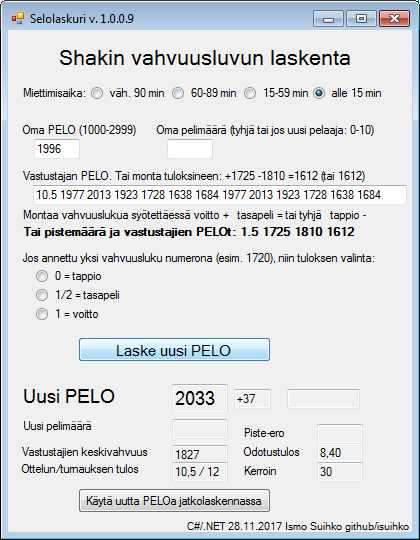 Selolaskuri v. 1.0.0.9
Shakin vahvuusluvun laskenta
Miettimisaika: väh. 90 min 60-89 min 15-59 min alle 15 min
Oma PELO (1000-2999) Oma pelimäärä (tyhjä tai jos uusi pelaaja: 0-10)
1996
Vastustajan PELO. Tai monta tuloksineen: +1725 -1810 =1612 (tai 1612)
10.5 1977 2013 1923 1728 1638 1684 1977 2013 1923 1728 1638 1684
Montaa vahvuuslukua syötettäessä voitto + tasapeli = tai tyhjä tappio -
Tai pistemäärä ja vastustajien PELOt: 1.5 1725 1810 1612
Jos annettu yksi vahvuusluku numerona (esim. 1720), niin tuloksen valinta:
0 = tappio
1/2 = tasapeli
1 = voitto
Laske uusi PELO
Uusi PELO 2033 +37
Uusi pelimäärä Piste-ero
Vastustajien keskivahvuus 1827 Odotustulos 8,40
Ottelun/turnauksen tulos 10,5 / 12 Kerroin 30
Käytä uutta PELOa jatkolaskennassa
C#/.NET 28.11.2017 Ismo Suihko github/isuihko